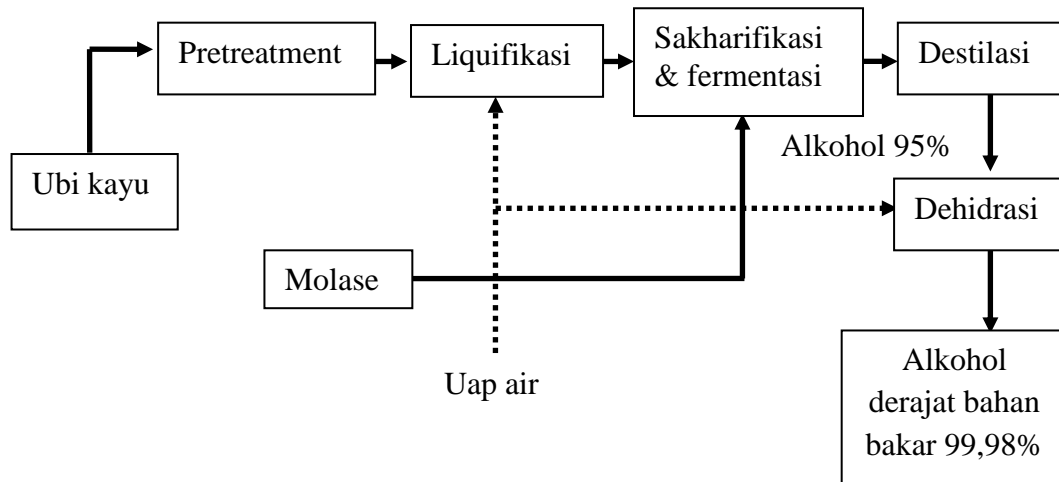 Pretreatment
Liquifikasi
Sakharifikasi
& fermentasi
Destilasi
Alkohol 95%
Ubi kayu
Dehidrasi
Molase
Uap air
Alkohol
derajat bahan
bakar 99,98%